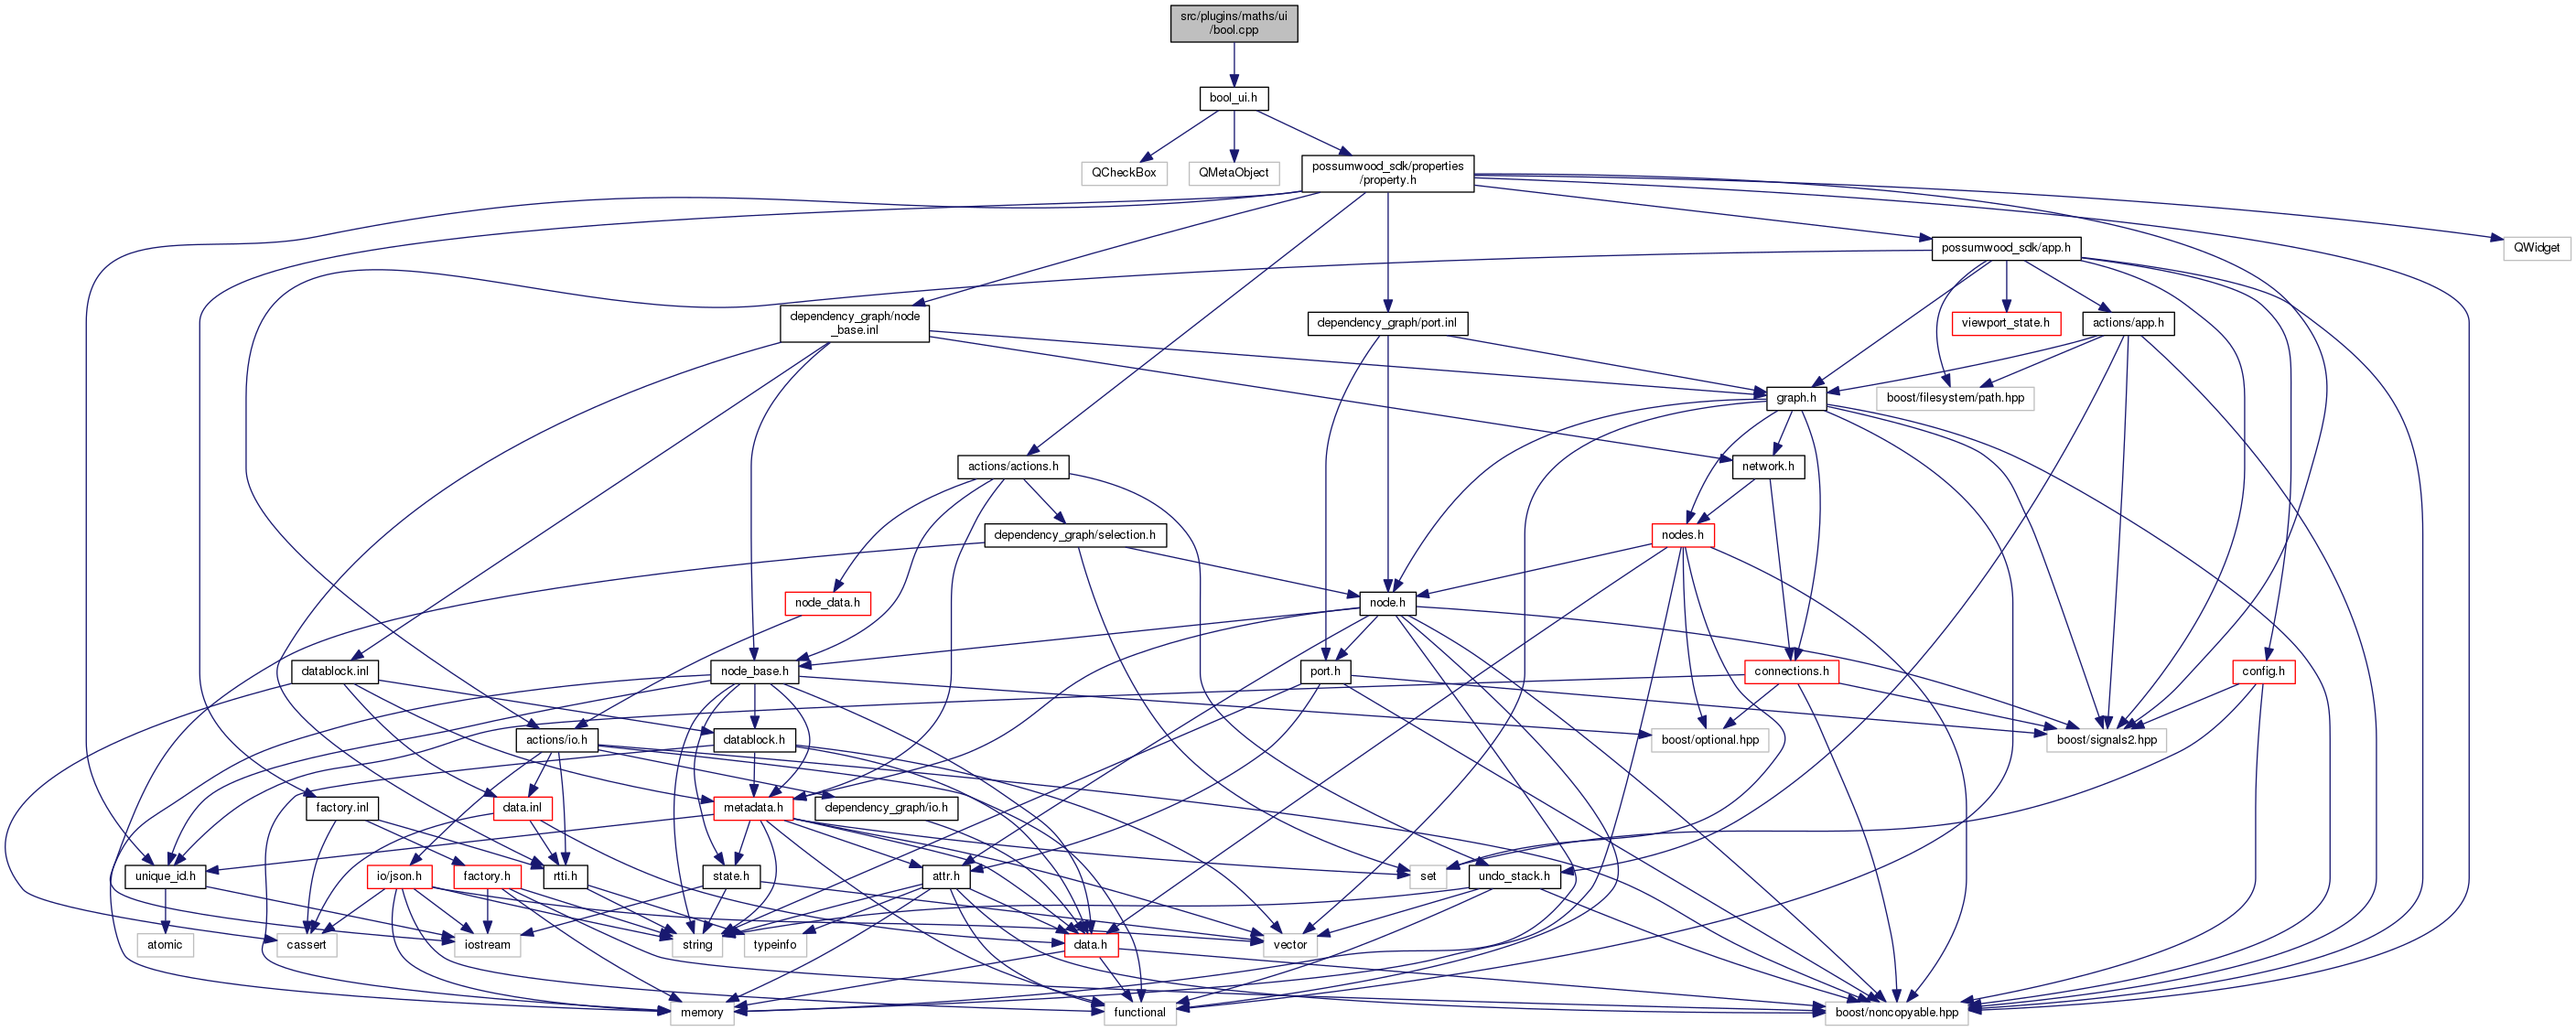 src/plugins/maths/ui
/bool.cpp
bool_ui.h
QCheckBox
QMetaObject
possumwood_sdk/properties
/property.h
possumwood_sdk/app.h
QWidget
dependency_graph/node
_base.inl
dependency_graph/port.inl
viewport_state.h
actions/app.h
graph.h
boost/filesystem/path.hpp
actions/actions.h
network.h
dependency_graph/selection.h
nodes.h
node_data.h
node.h
datablock.inl
node_base.h
port.h
connections.h
config.h
actions/io.h
datablock.h
boost/optional.hpp
boost/signals2.hpp
factory.inl
data.inl
metadata.h
dependency_graph/io.h
unique_id.h
io/json.h
factory.h
rtti.h
state.h
attr.h
set
undo_stack.h
atomic
cassert
iostream
string
typeinfo
data.h
vector
memory
functional
boost/noncopyable.hpp